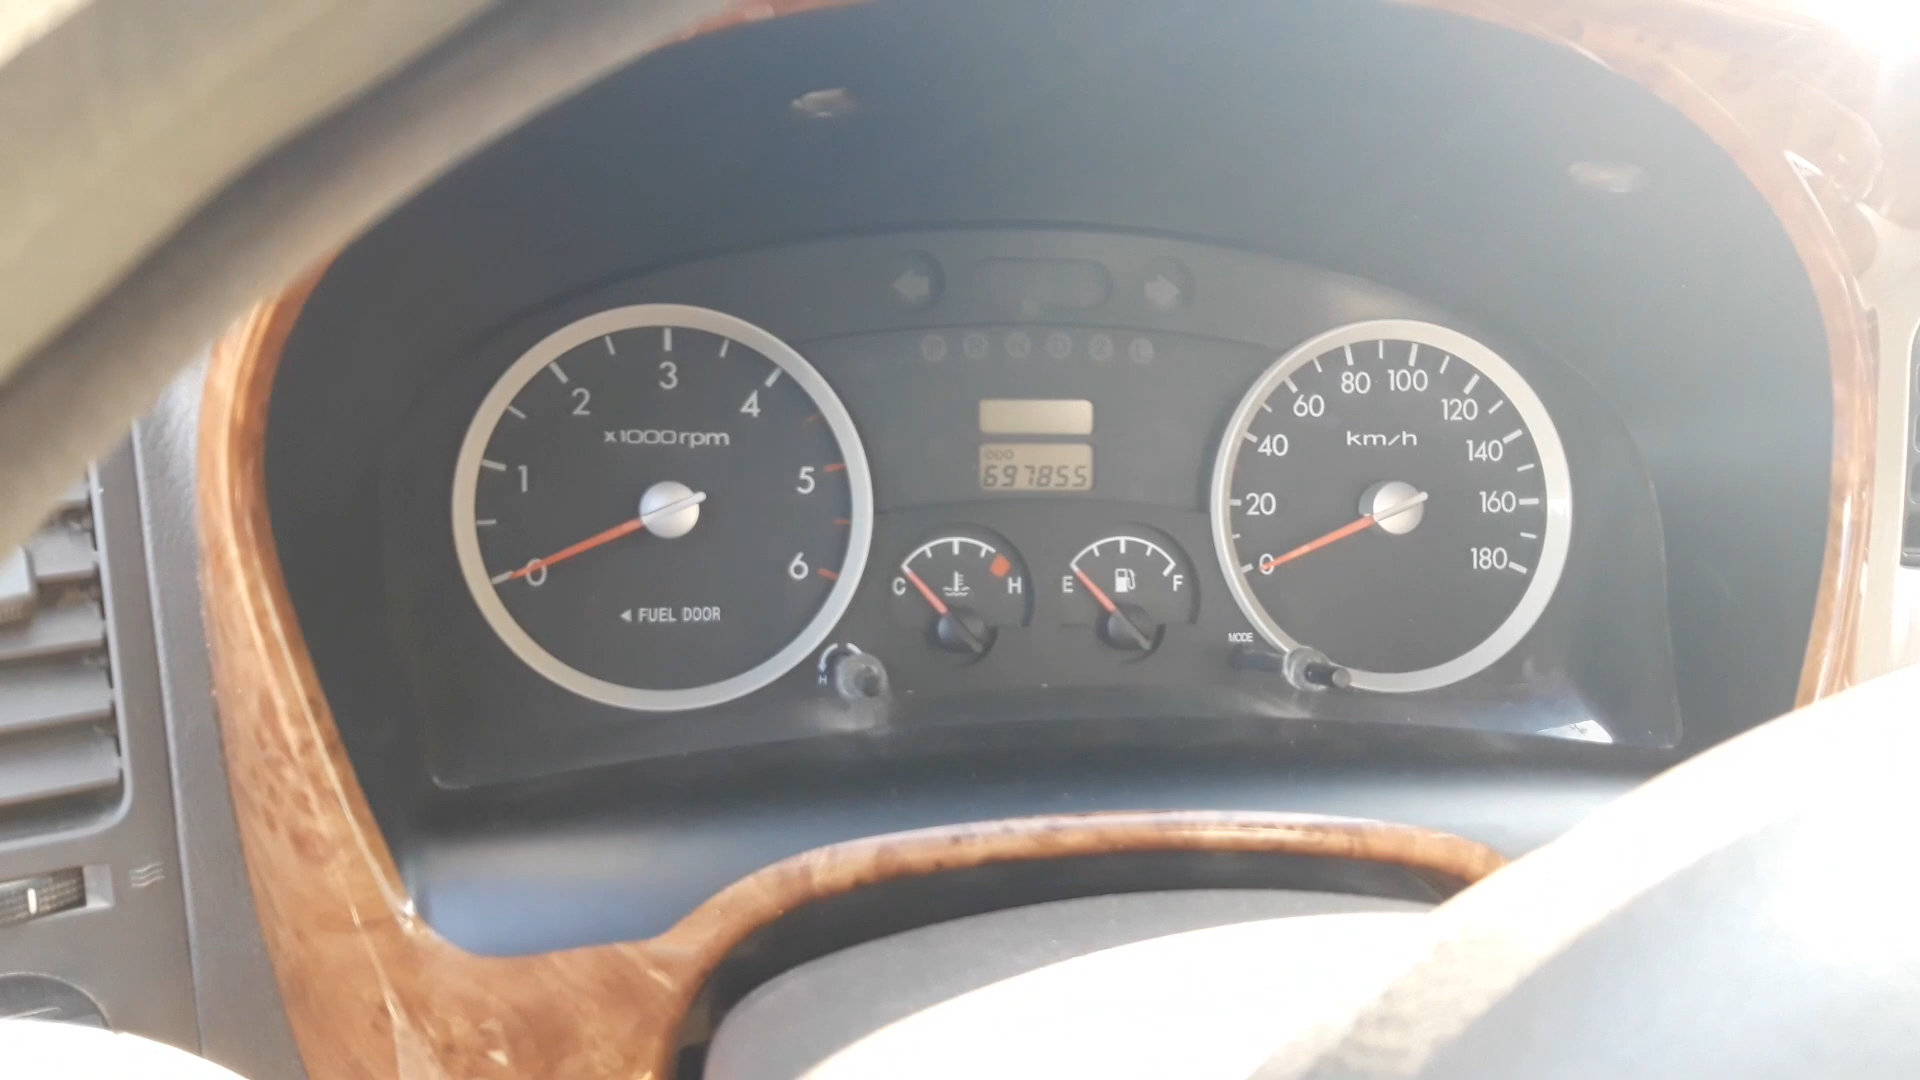 P R N D 2 L
0 1 2 3 4 5 6
x1000rpm
◄ FUEL DOOR
ODO
697855
C H
E F
H
0 20 40 60 80 100 120 140 160 180
km/h
MODE